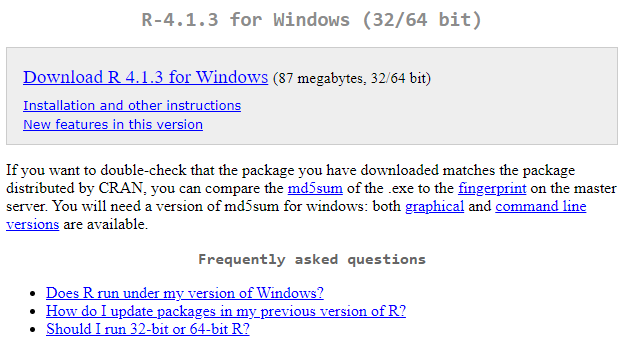 R-4.1.3 for Windows (32/64 bit)
Download R 4.1.3 for Windows (87 megabytes, 32/64 bit)
Installation and other instructions
New features in this version
If you want to double-check that the package you have downloaded matches the package
distributed by CRAN, you can compare the md5sum of the .exe to the fingerprint on the master
server. You will need a version of md5sum for windows: both graphical and command line
versions are available.
Frequently asked questions
• Does R run under my version of Windows?
• How do I update packages in my previous version of R?
• Should I run 32-bit or 64-bit R?